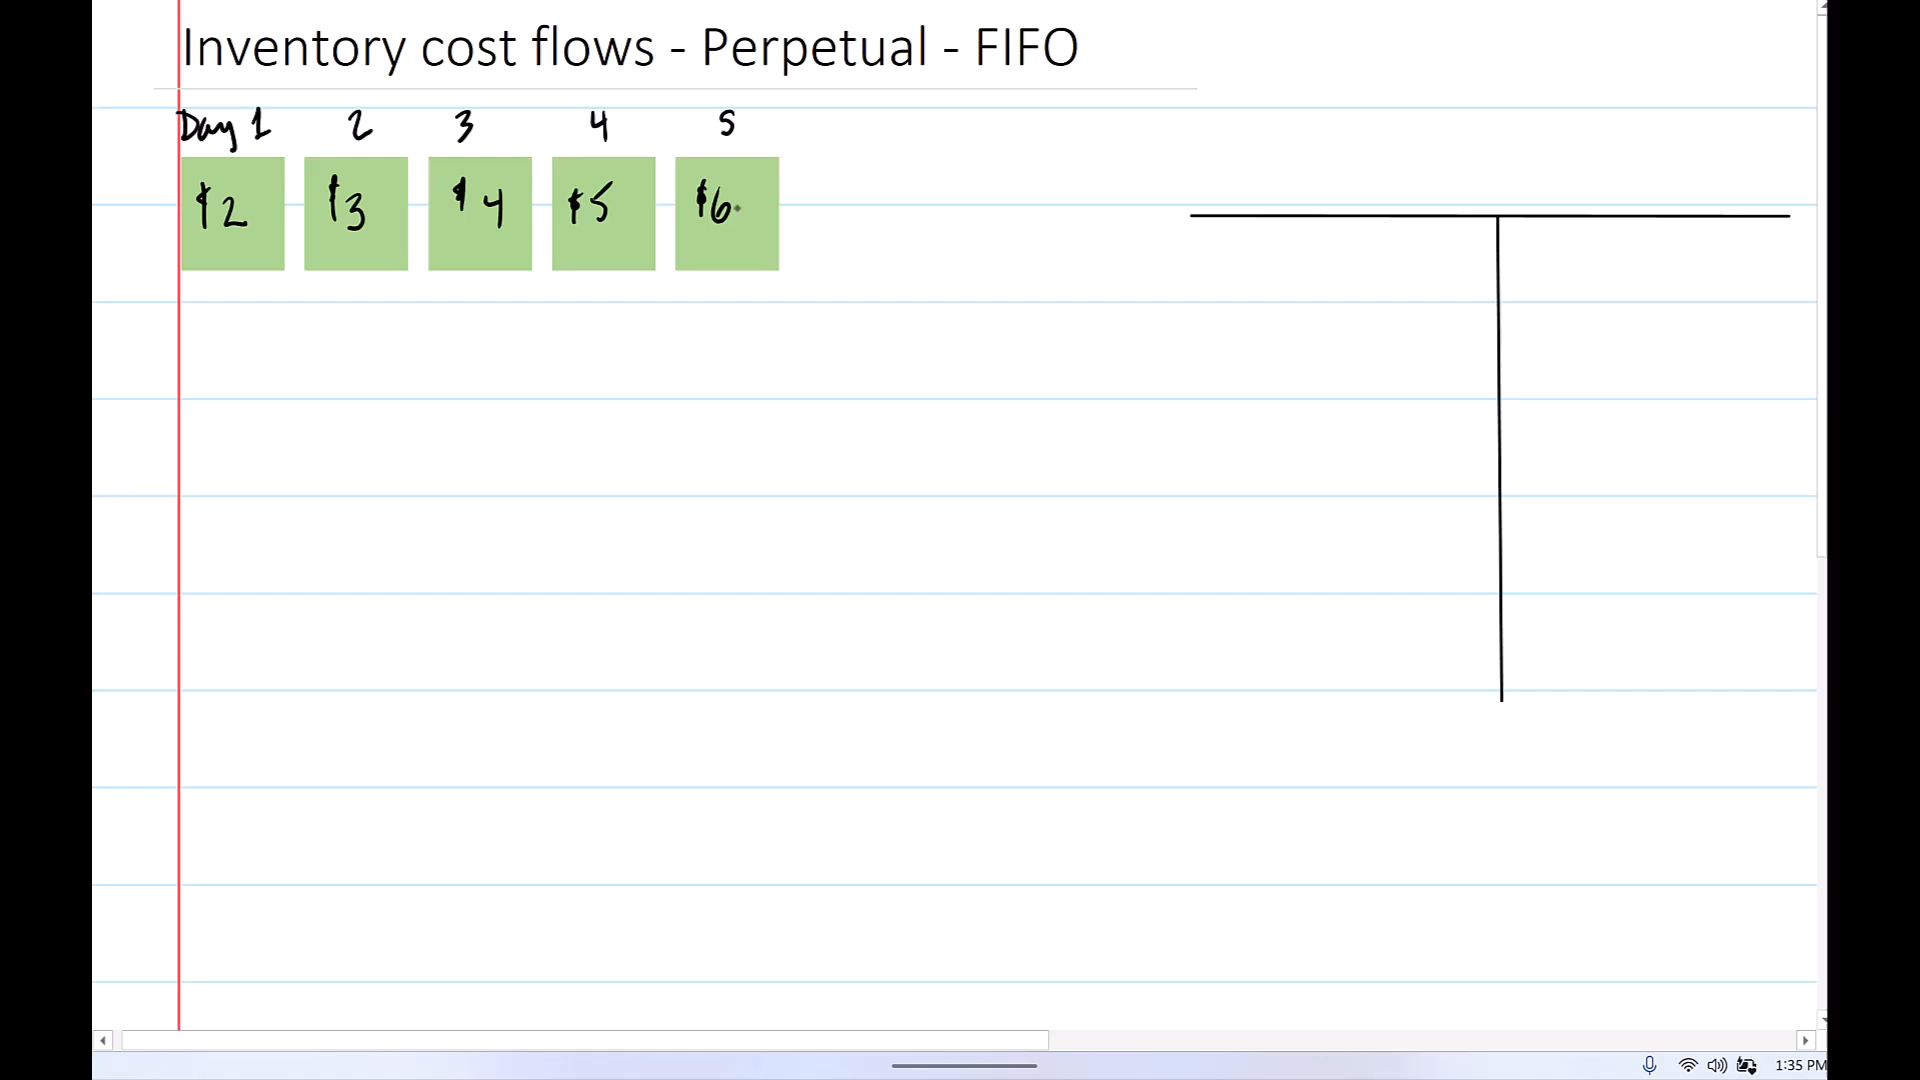 Inventory cost flows - Perpetual - FIFO
Day 1 2 3 4 5
$2 $3 $4 $5 $6
1:35 PM